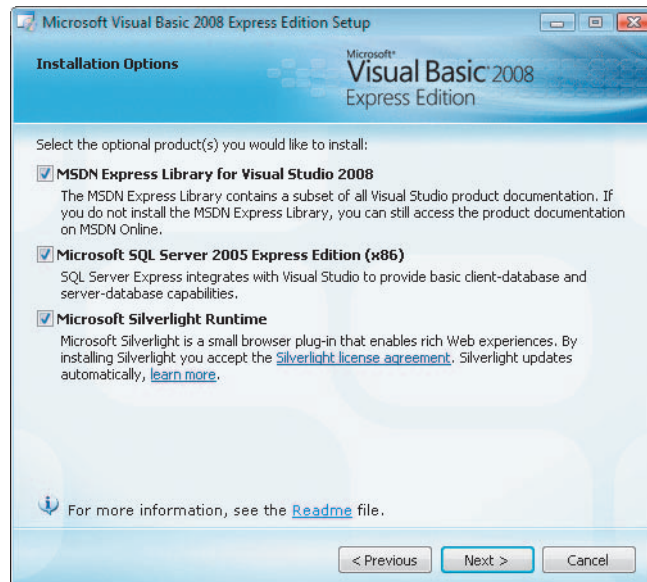 Microsoft Visual Basic 2008 Express Edition Setup
Installation Options
Microsoft®
Visual Basic® 2008
Express Edition
Select the optional product(s) you would like to install:
MSDN Express Library for Visual Studio 2008
The MSDN Express Library contains a subset of all Visual Studio product documentation. If
you do not install the MSDN Express Library, you can still access the product documentation
on MSDN Online.
Microsoft SQL Server 2005 Express Edition (x86)
SQL Server Express integrates with Visual Studio to provide basic client-database and
server-database capabilities.
Microsoft Silverlight Runtime
Microsoft Silverlight is a small browser plug-in that enables rich Web experiences. By
installing Silverlight you accept the Silverlight license agreement. Silverlight updates
automatically, learn more.
For more information, see the Readme file.
< Previous
Next >
Cancel